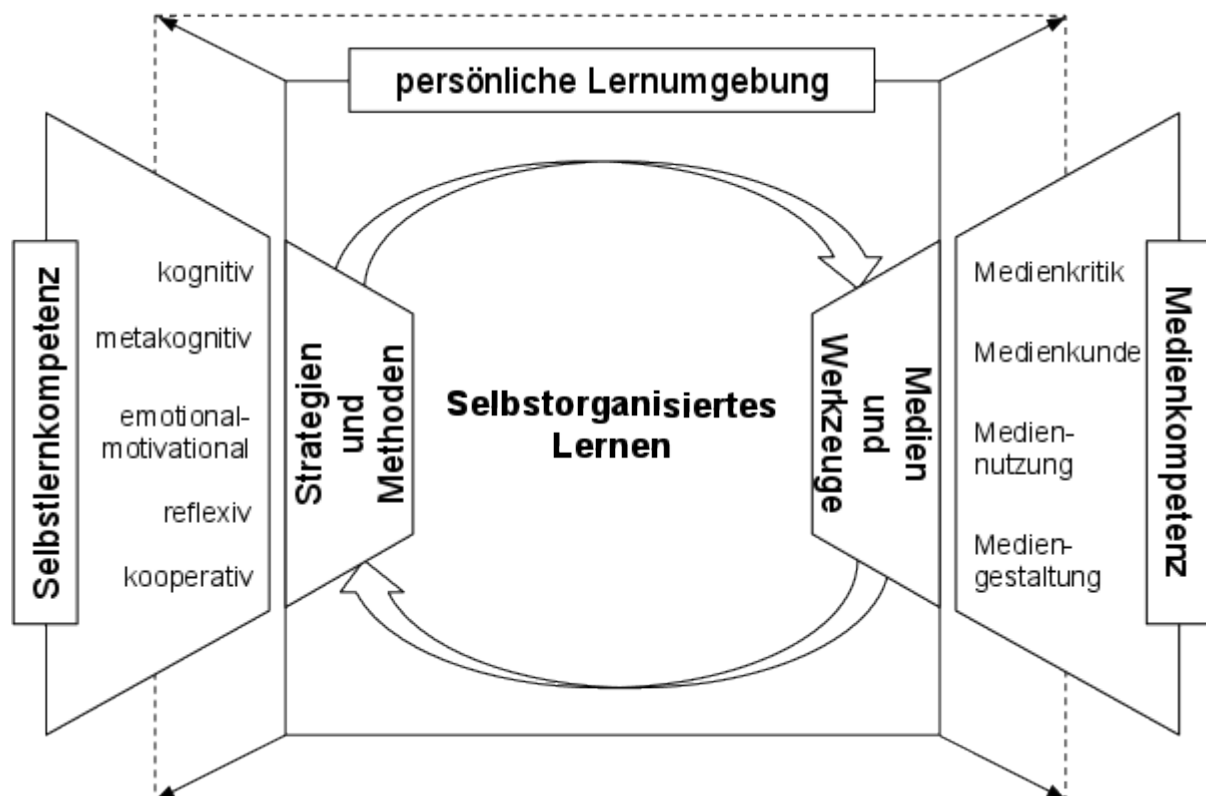 persönliche Lernumgebung
Selbstlernkompetenz
kognitiv
metakognitiv
emotional-
motivational
reflexiv
kooperativ
Strategien
und
Methoden
Selbstorganisiertes
Lernen
Medien
und
Werkzeuge
Medienkritik
Medienkunde
Medien-
nutzung
Medien-
gestaltung
Medienkompetenz